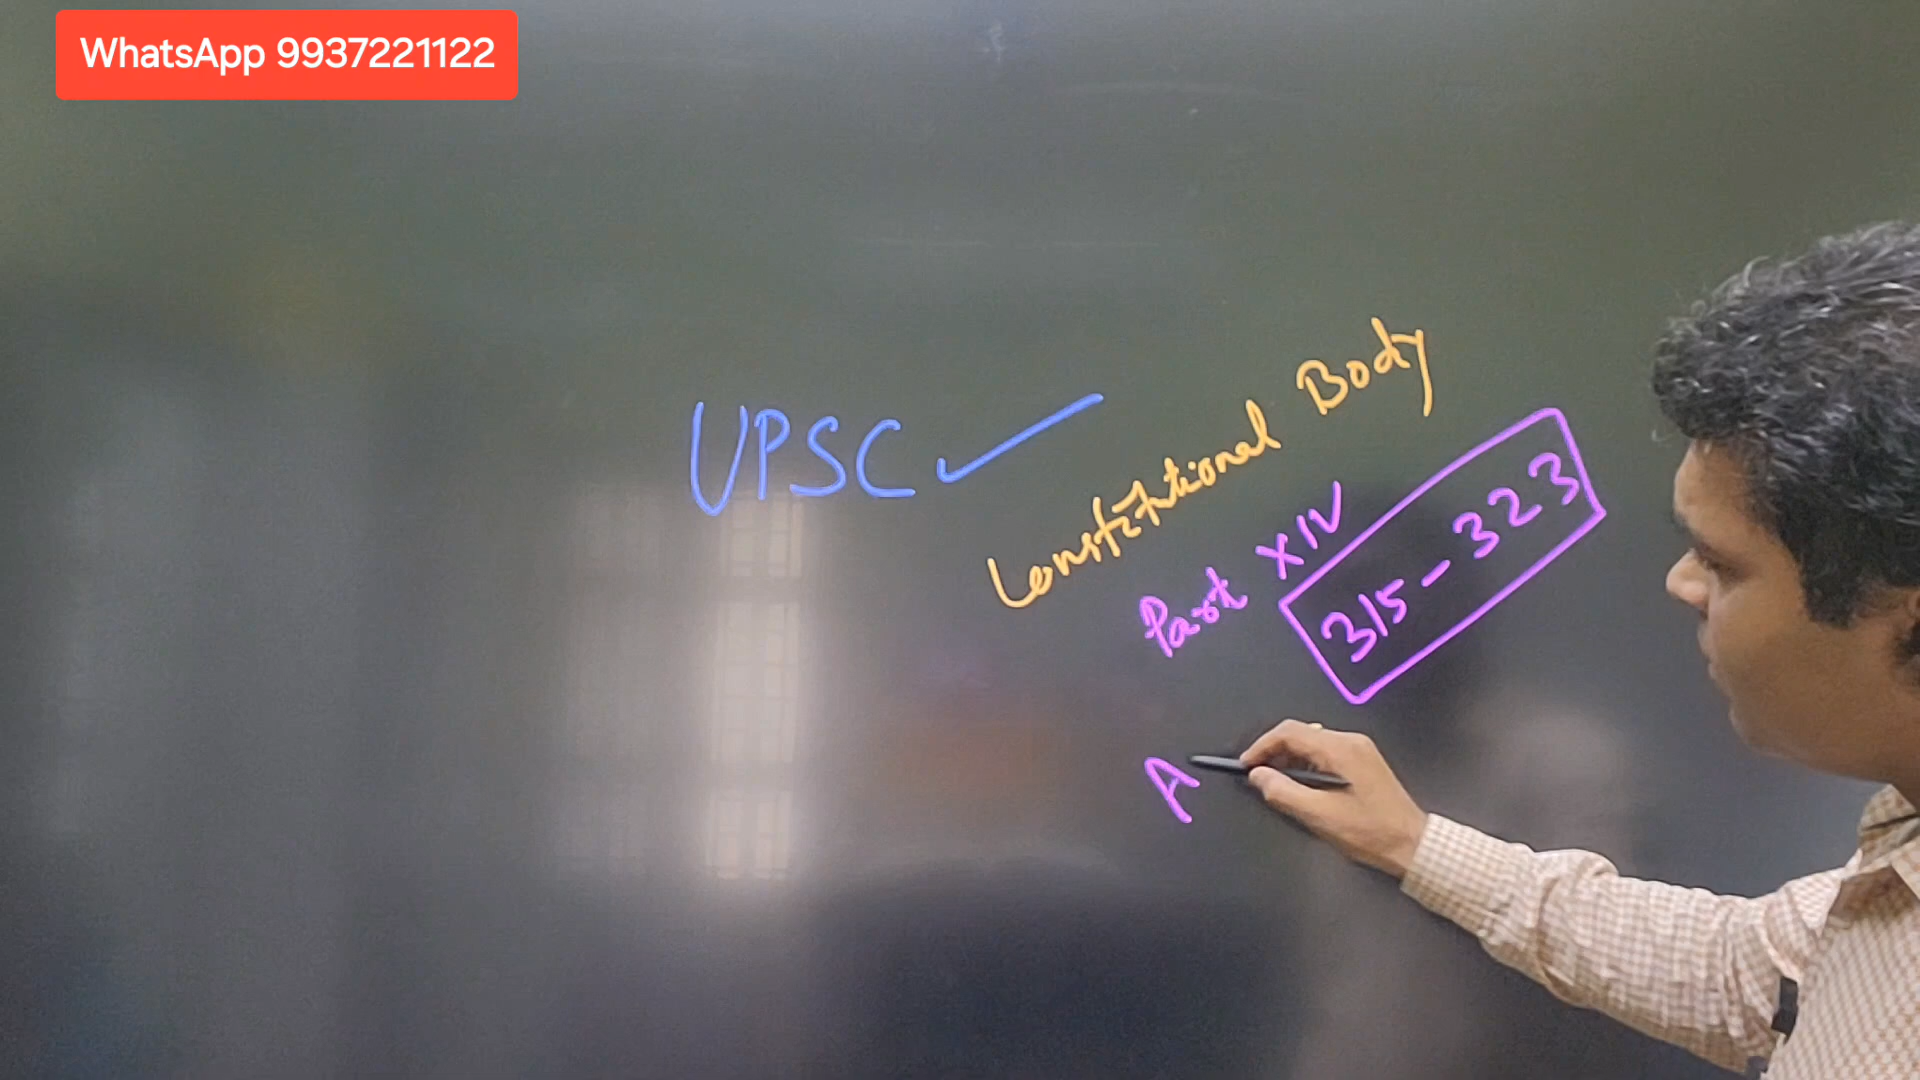 WhatsApp 9937221122
UPSC
Constitutional Body
Part XIV
315-323
A